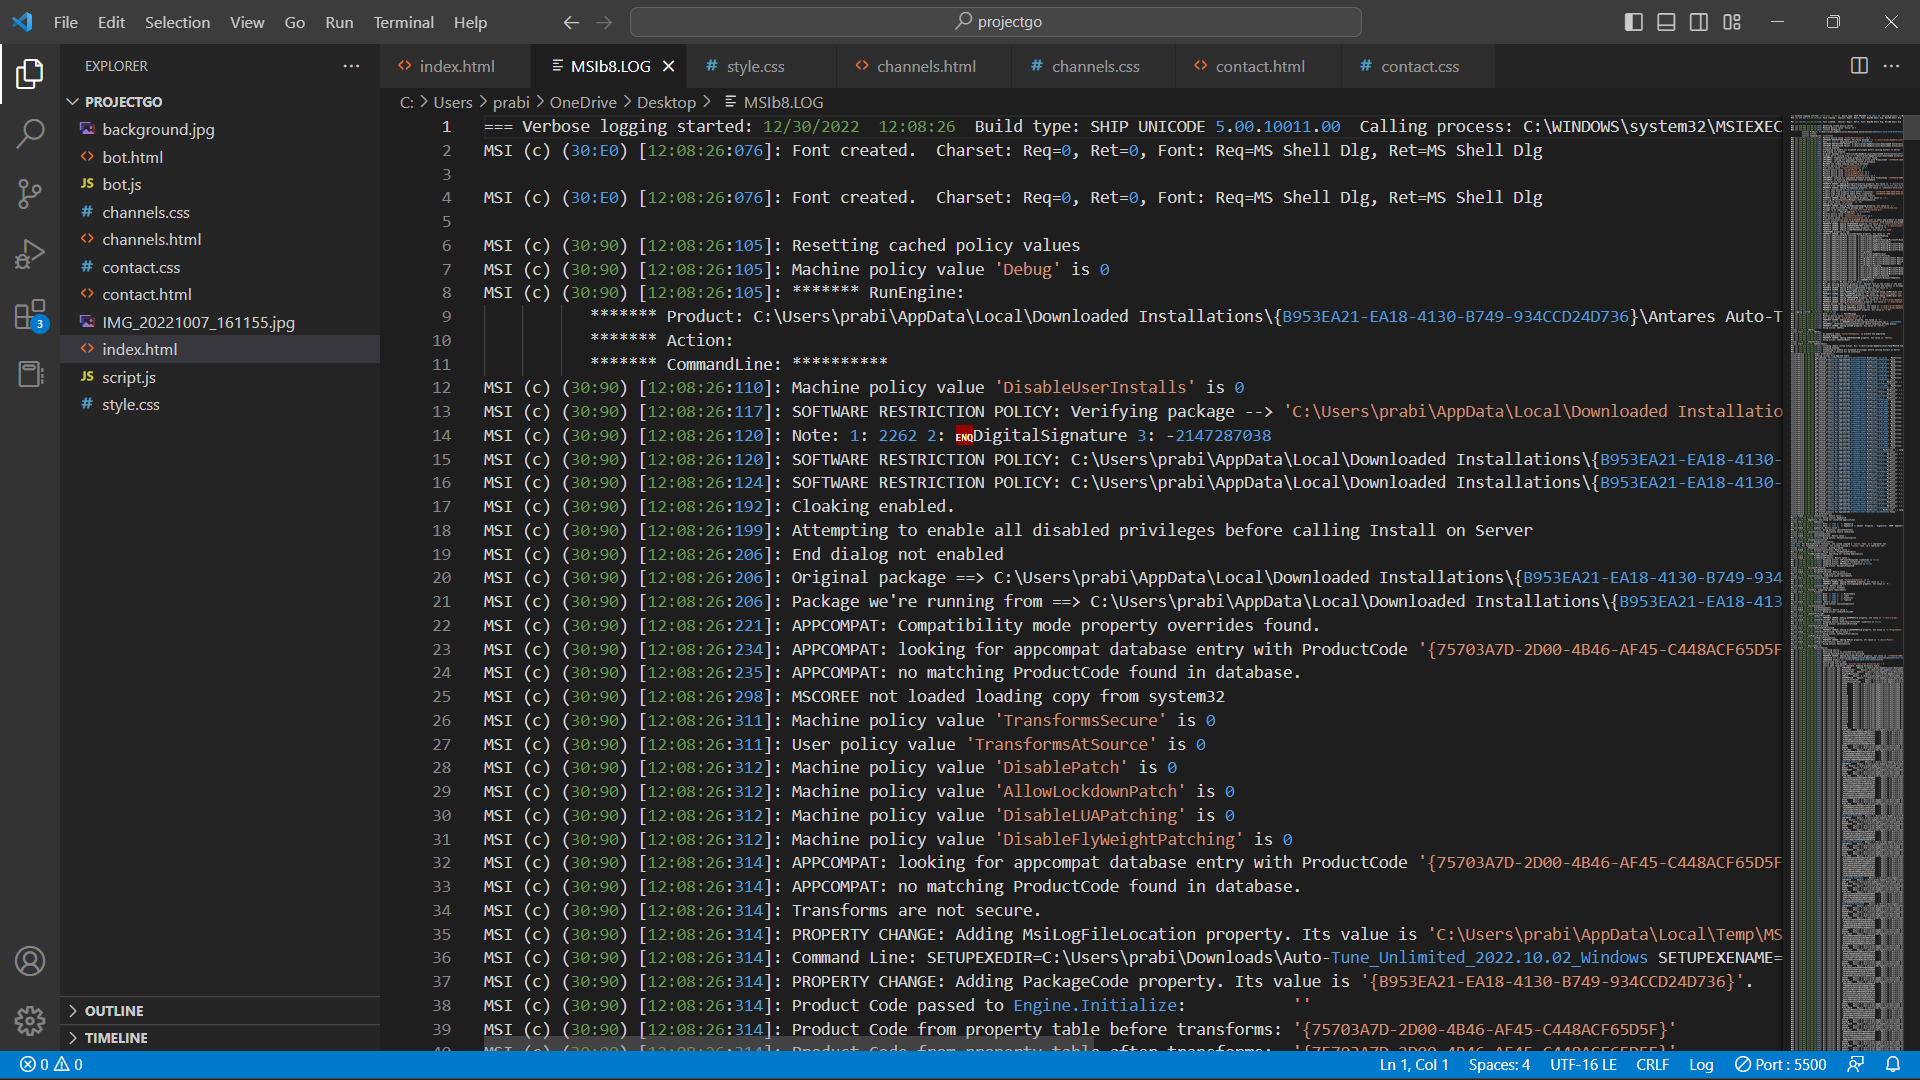 File Edit Selection View Go Run Terminal Help
projectgo
EXPLORER
PROJECTGO
background.jpg
bot.html
JS bot.js
# channels.css
channels.html
# contact.css
contact.html
IMG_20221007_161155.jpg
index.html
JS script.js
# style.css
3
OUTLINE
TIMELINE
index.html MSIb8.LOG # style.css channels.html # channels.css contact.html # contact.css
C: > Users > prabi > OneDrive > Desktop > MSIb8.LOG
1 === Verbose logging started: 12/30/2022 12:08:26 Build type: SHIP UNICODE 5.00.10011.00 Calling process: C:\WINDOWS\system32\MSIEXEC
2 MSI (c) (30:E0) [12:08:26:076]: Font created. Charset: Req=0, Ret=0, Font: Req=MS Shell Dlg, Ret=MS Shell Dlg
3
4 MSI (c) (30:E0) [12:08:26:076]: Font created. Charset: Req=0, Ret=0, Font: Req=MS Shell Dlg, Ret=MS Shell Dlg
5
6 MSI (c) (30:90) [12:08:26:105]: Resetting cached policy values
7 MSI (c) (30:90) [12:08:26:105]: Machine policy value 'Debug' is 0
8 MSI (c) (30:90) [12:08:26:105]: ******* RunEngine:
9 ******* Product: C:\Users\prabi\AppData\Local\Downloaded Installations\{B953EA21-EA18-4130-B749-934CCD24D736}\Antares Auto-T
10 ******* Action:
11 ******* CommandLine: **********
12 MSI (c) (30:90) [12:08:26:110]: Machine policy value 'DisableUserInstalls' is 0
13 MSI (c) (30:90) [12:08:26:117]: SOFTWARE RESTRICTION POLICY: Verifying package --> 'C:\Users\prabi\AppData\Local\Downloaded Installatio
14 MSI (c) (30:90) [12:08:26:120]: Note: 1: 2262 2: ENQDigitalSignature 3: -2147287038
15 MSI (c) (30:90) [12:08:26:120]: SOFTWARE RESTRICTION POLICY: C:\Users\prabi\AppData\Local\Downloaded Installations\{B953EA21-EA18-4130-
16 MSI (c) (30:90) [12:08:26:124]: SOFTWARE RESTRICTION POLICY: C:\Users\prabi\AppData\Local\Downloaded Installations\{B953EA21-EA18-4130-
17 MSI (c) (30:90) [12:08:26:192]: Cloaking enabled.
18 MSI (c) (30:90) [12:08:26:199]: Attempting to enable all disabled privileges before calling Install on Server
19 MSI (c) (30:90) [12:08:26:206]: End dialog not enabled
20 MSI (c) (30:90) [12:08:26:206]: Original package ==> C:\Users\prabi\AppData\Local\Downloaded Installations\{B953EA21-EA18-4130-B749-934
21 MSI (c) (30:90) [12:08:26:206]: Package we're running from ==> C:\Users\prabi\AppData\Local\Downloaded Installations\{B953EA21-EA18-413
22 MSI (c) (30:90) [12:08:26:221]: APPCOMPAT: Compatibility mode property overrides found.
23 MSI (c) (30:90) [12:08:26:234]: APPCOMPAT: looking for appcompat database entry with ProductCode '{75703A7D-2D00-4B46-AF45-C448ACF65D5F
24 MSI (c) (30:90) [12:08:26:235]: APPCOMPAT: no matching ProductCode found in database.
25 MSI (c) (30:90) [12:08:26:298]: MSCOREE not loaded loading copy from system32
26 MSI (c) (30:90) [12:08:26:311]: Machine policy value 'TransformsSecure' is 0
27 MSI (c) (30:90) [12:08:26:311]: User policy value 'TransformsAtSource' is 0
28 MSI (c) (30:90) [12:08:26:312]: Machine policy value 'DisablePatch' is 0
29 MSI (c) (30:90) [12:08:26:312]: Machine policy value 'AllowLockdownPatch' is 0
30 MSI (c) (30:90) [12:08:26:312]: Machine policy value 'DisableLUAPatching' is 0
31 MSI (c) (30:90) [12:08:26:312]: Machine policy value 'DisableFlyWeightPatching' is 0
32 MSI (c) (30:90) [12:08:26:314]: APPCOMPAT: looking for appcompat database entry with ProductCode '{75703A7D-2D00-4B46-AF45-C448ACF65D5F
33 MSI (c) (30:90) [12:08:26:314]: APPCOMPAT: no matching ProductCode found in database.
34 MSI (c) (30:90) [12:08:26:314]: Transforms are not secure.
35 MSI (c) (30:90) [12:08:26:314]: PROPERTY CHANGE: Adding MsiLogFileLocation property. Its value is 'C:\Users\prabi\AppData\Local\Temp\MS
36 MSI (c) (30:90) [12:08:26:314]: Command Line: SETUPEXEDIR=C:\Users\prabi\Downloads\Auto-Tune_Unlimited_2022.10.02_Windows SETUPEXENAME=
37 MSI (c) (30:90) [12:08:26:314]: PROPERTY CHANGE: Adding PackageCode property. Its value is '{B953EA21-EA18-4130-B749-934CCD24D736}'.
38 MSI (c) (30:90) [12:08:26:314]: Product Code passed to Engine.Initialize: ''
39 MSI (c) (30:90) [12:08:26:314]: Product Code from property table before transforms: '{75703A7D-2D00-4B46-AF45-C448ACF65D5F}'
0 0 Ln 1, Col 1 Spaces: 4 UTF-16 LE CRLF Log Port : 5500